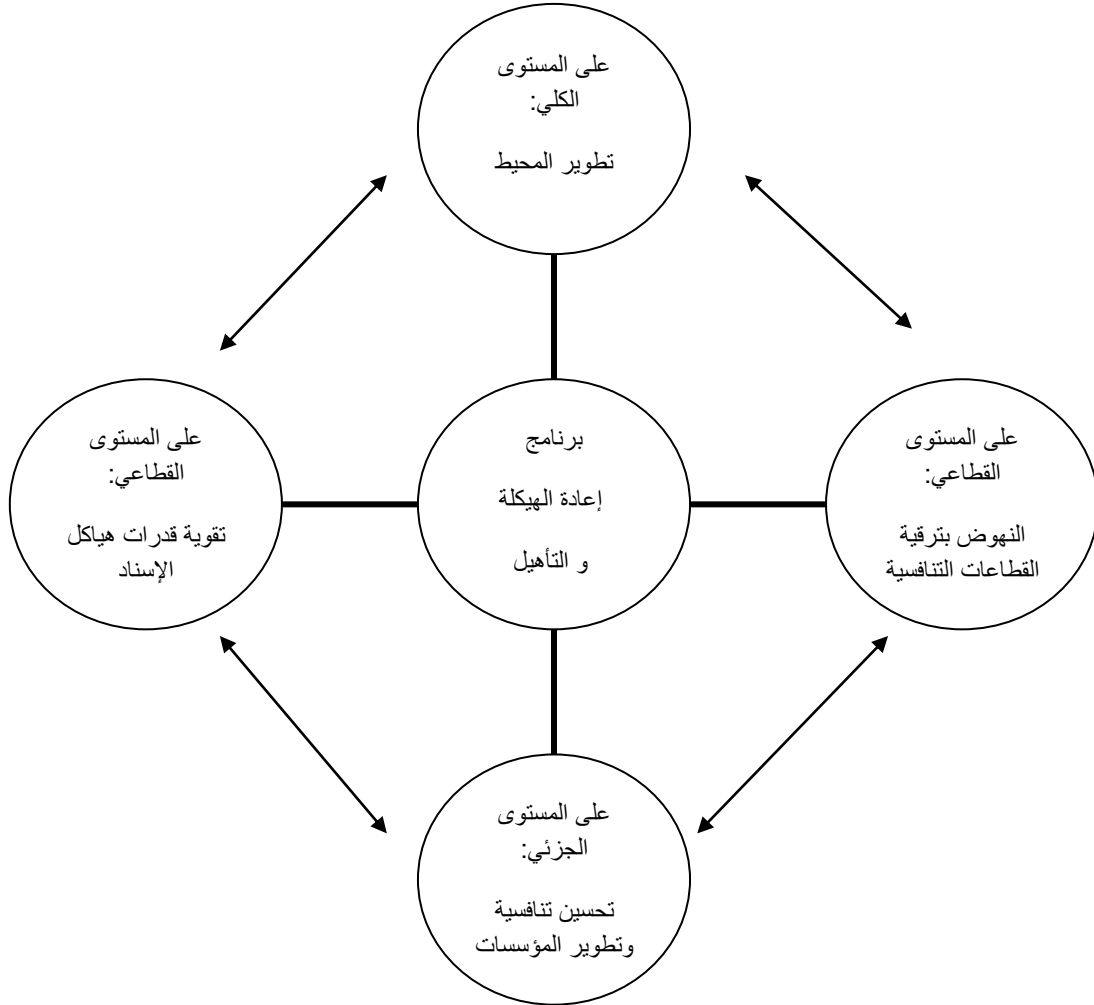 على المستوى
الكلي:
تطوير المحيط
على المستوى
القطاعي:
النهوض بترقية
القطاعات التنافسية
برنامج
إعادة الهيكلة
و التأهيل
على المستوى
القطاعي:
تقوية قدرات هياكل
الإسناد
على المستوى
الجزئي:
تحسين تنافسية
وتطوير المؤسسات